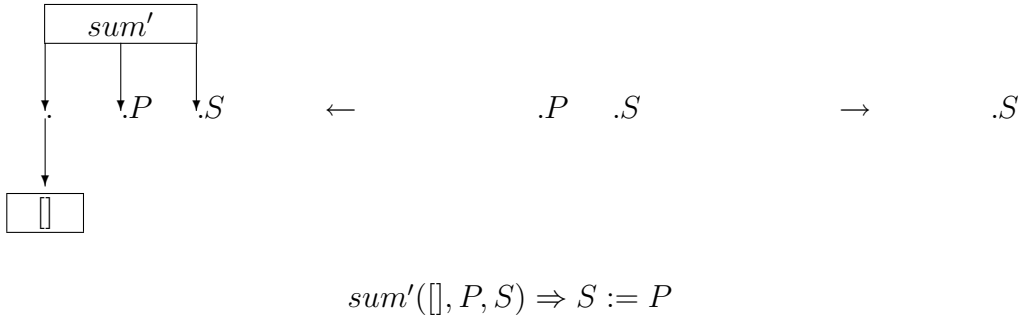 sum′
. .P .S ← .P .S → .S
[]
sum′([], P, S) ⇒ S := P